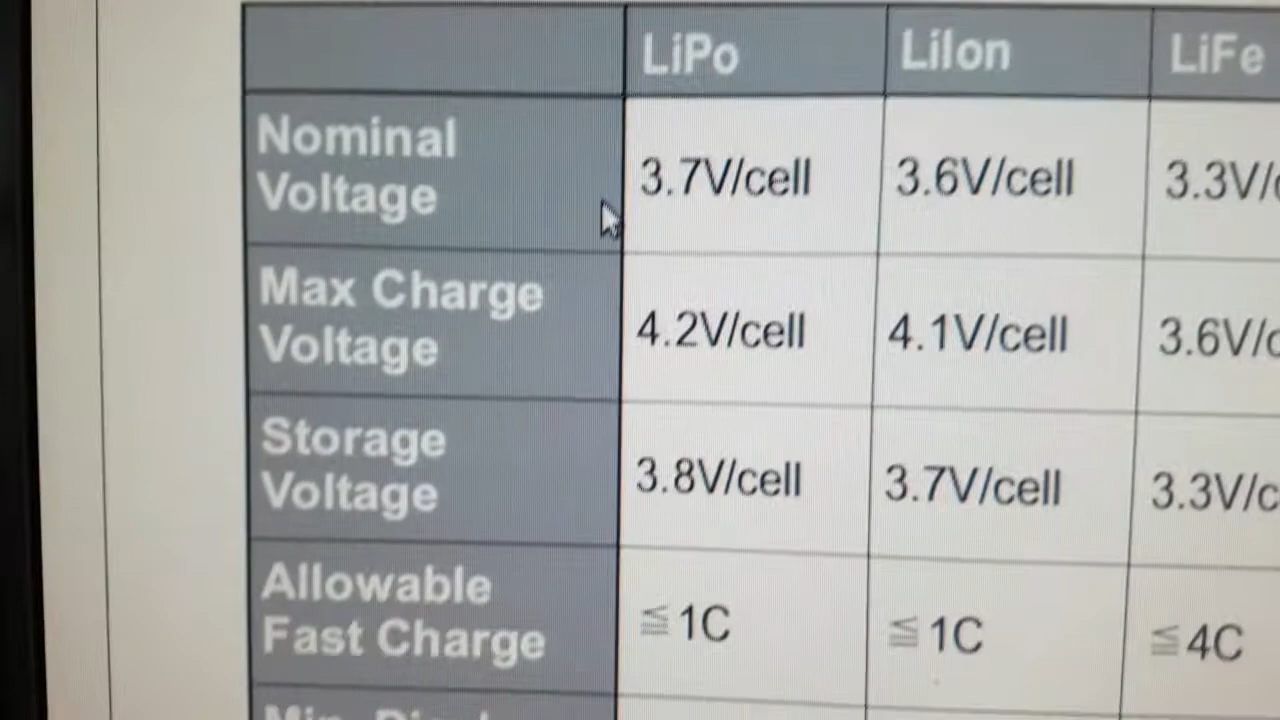 LiPo LiIon LiFe
Nominal
Voltage
3.7V/cell 3.6V/cell 3.3V/
Max Charge
Voltage
4.2V/cell 4.1V/cell 3.6V/
Storage
Voltage
3.8V/cell 3.7V/cell 3.3V/c
Allowable
Fast Charge
≦ 1C ≦ 1C ≦ 4C